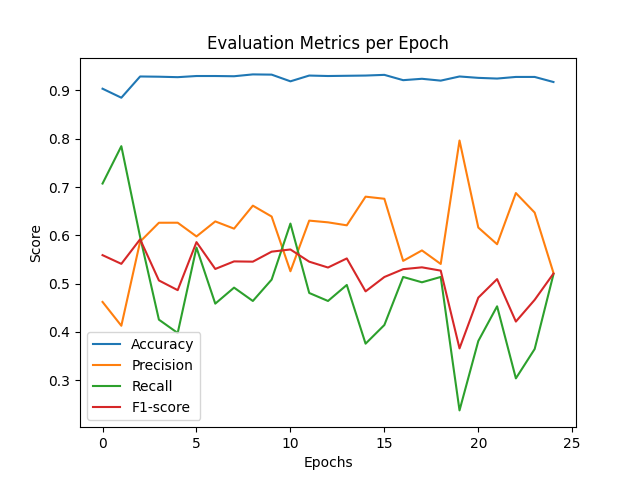 Evaluation Metrics per Epoch
Score
0.9
0.8
0.7
0.6
0.5
0.4
0.3
Accuracy
Precision
Recall
F1-score
0 5 10 15 20 25
Epochs